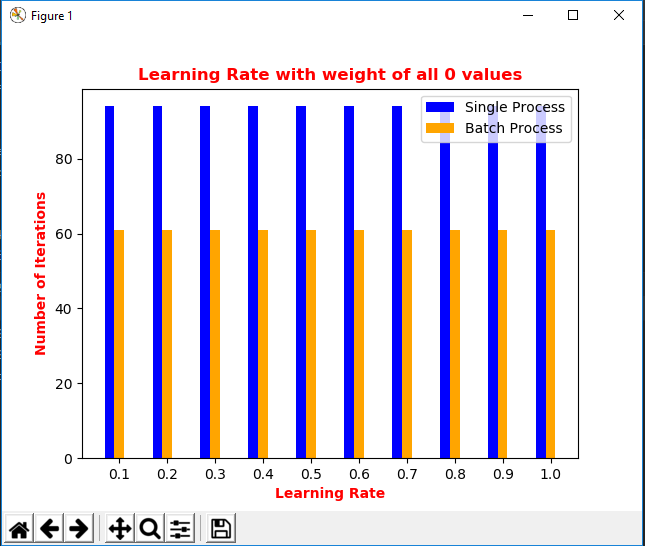 Figure 1
Learning Rate with weight of all 0 values
Single Process
Batch Process
Number of Iterations
80
60
40
20
0
0.1 0.2 0.3 0.4 0.5 0.6 0.7 0.8 0.9 1.0
Learning Rate